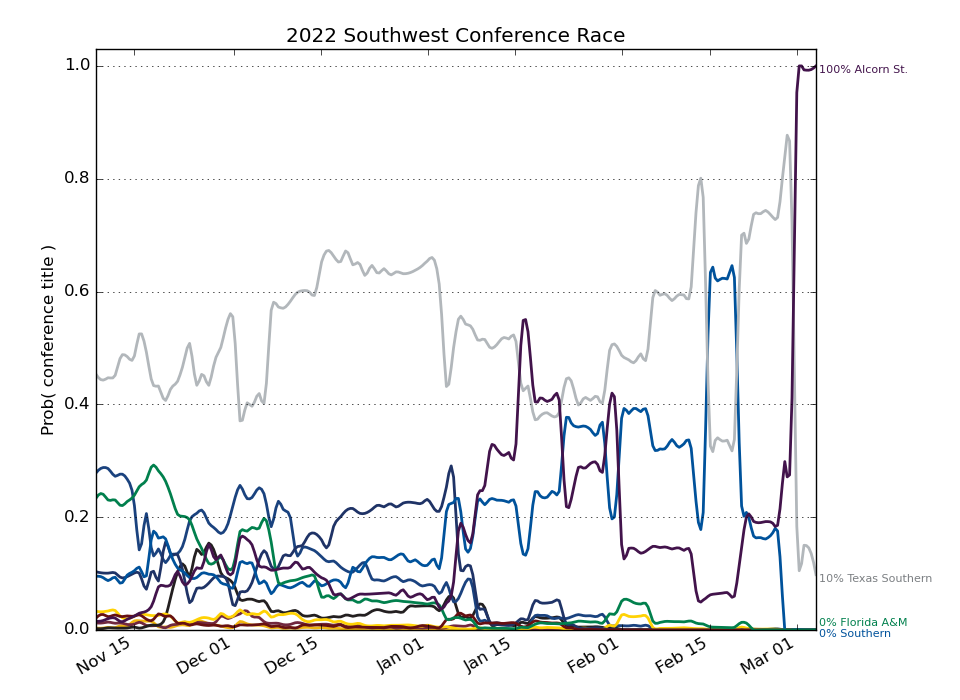 2022 Southwest Conference Race
Prob( conference title )
1.0
0.8
0.6
0.4
0.2
0.0
Nov 15
Dec 01
Dec 15
Jan 01
Jan 15
Feb 01
Feb 15
Mar 01
100% Alcorn St.
10% Texas Southern
0% Florida A&M
0% Southern